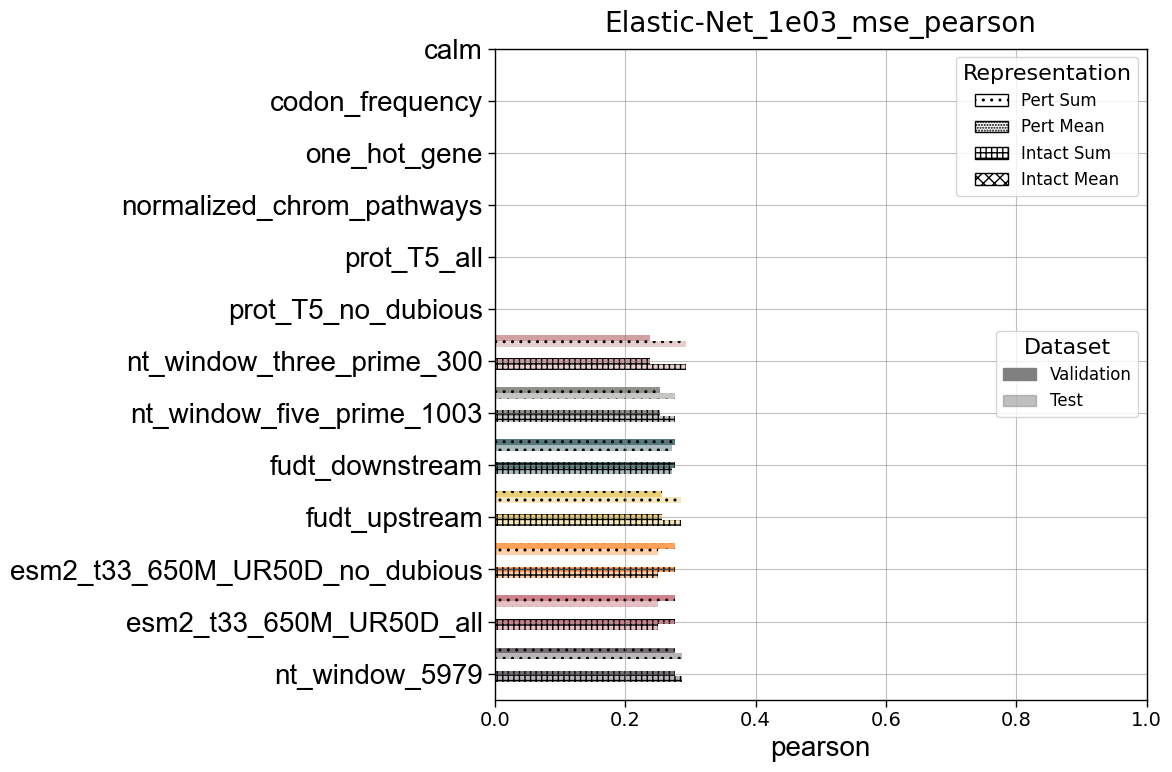 Elastic-Net_1e03_mse_pearson
calm
codon_frequency
one_hot_gene
normalized_chrom_pathways
prot_T5_all
prot_T5_no_dubious
nt_window_three_prime_300
nt_window_five_prime_1003
fudt_downstream
fudt_upstream
esm2_t33_650M_UR50D_no_dubious
esm2_t33_650M_UR50D_all
nt_window_5979
Representation
Pert Sum
Pert Mean
Intact Sum
Intact Mean
Dataset
Validation
Test
0.0 0.2 0.4 0.6 0.8 1.0
pearson